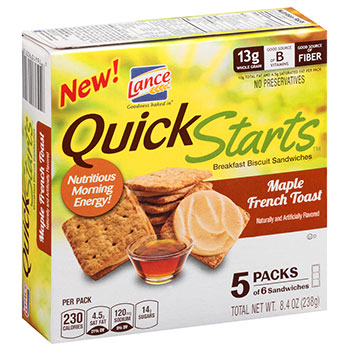 New!
Lance
Goodness baked in™
13g
WHOLE GRAIN
GOOD SOURCE OF
B
VITAMINS
GOOD SOURCE OF
FIBER
NO PRESERVATIVES
Quick Starts™
Breakfast Biscuit Sandwiches
Nutritious
Morning
Energy!
Maple
French Toast
Naturally and Artificially Flavored
5 PACKS
of 6 Sandwiches
TOTAL NET WT. 8.4 OZ (238g)
PER PACK
230
CALORIES
4.5g
SAT FAT
120mg
SODIUM
14g
SUGARS
Maple French Toast